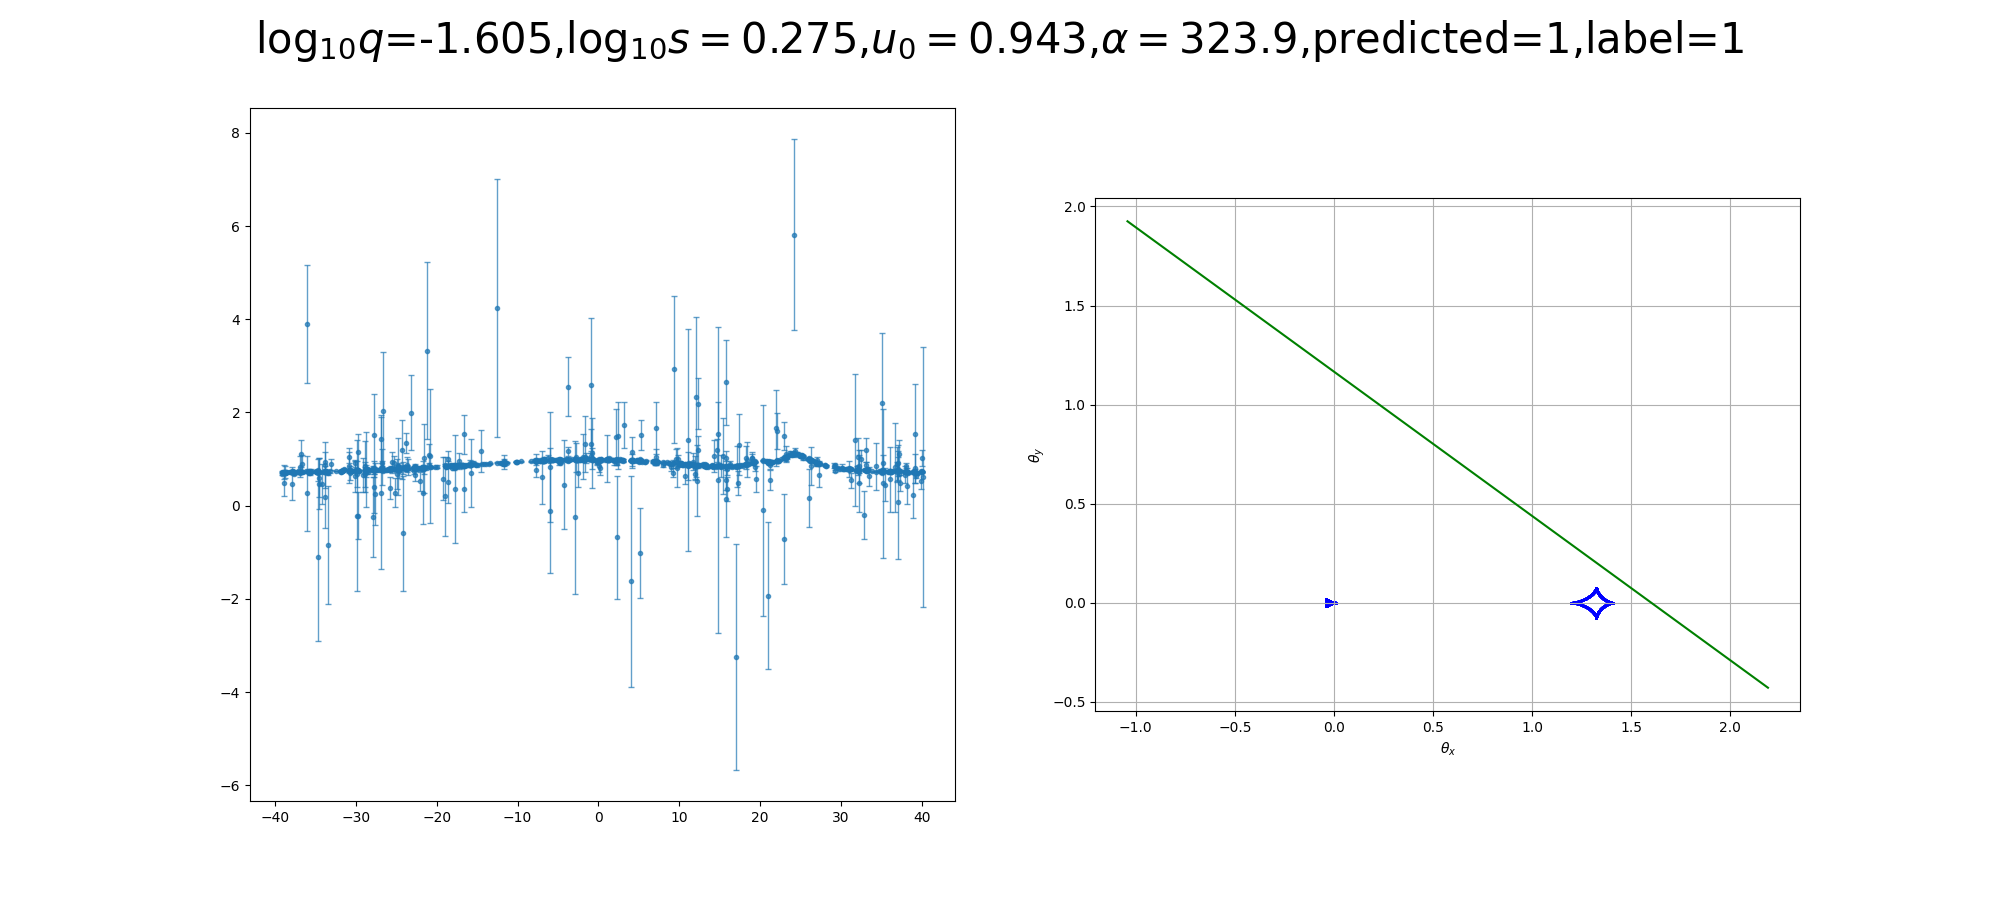 log₁₀q=-1.605,log₁₀s = 0.275,u₀ = 0.943,α = 323.9,predicted=1,label=1
8
6
4
2
0
−2
−4
−6
−40 −30 −20 −10 0 10 20 30 40
2.0
1.5
1.0
0.5
0.0
−0.5
θy
−1.0 −0.5 0.0 0.5 1.0 1.5 2.0
θx